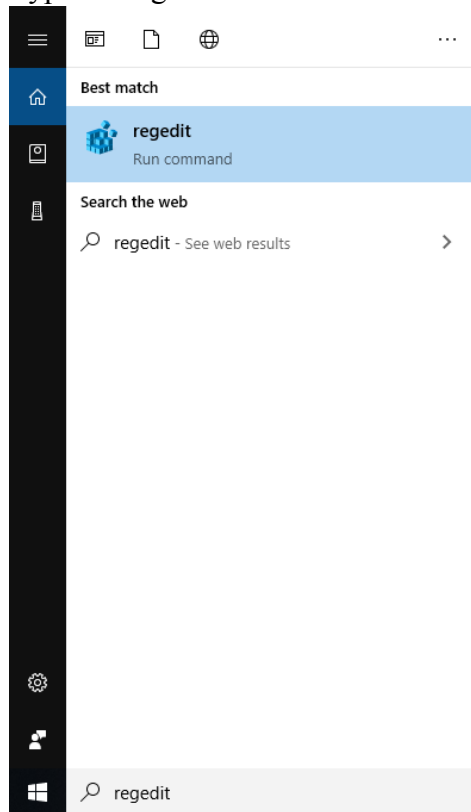 Best match
regedit
Run command
Search the web
regedit - See web results
regedit